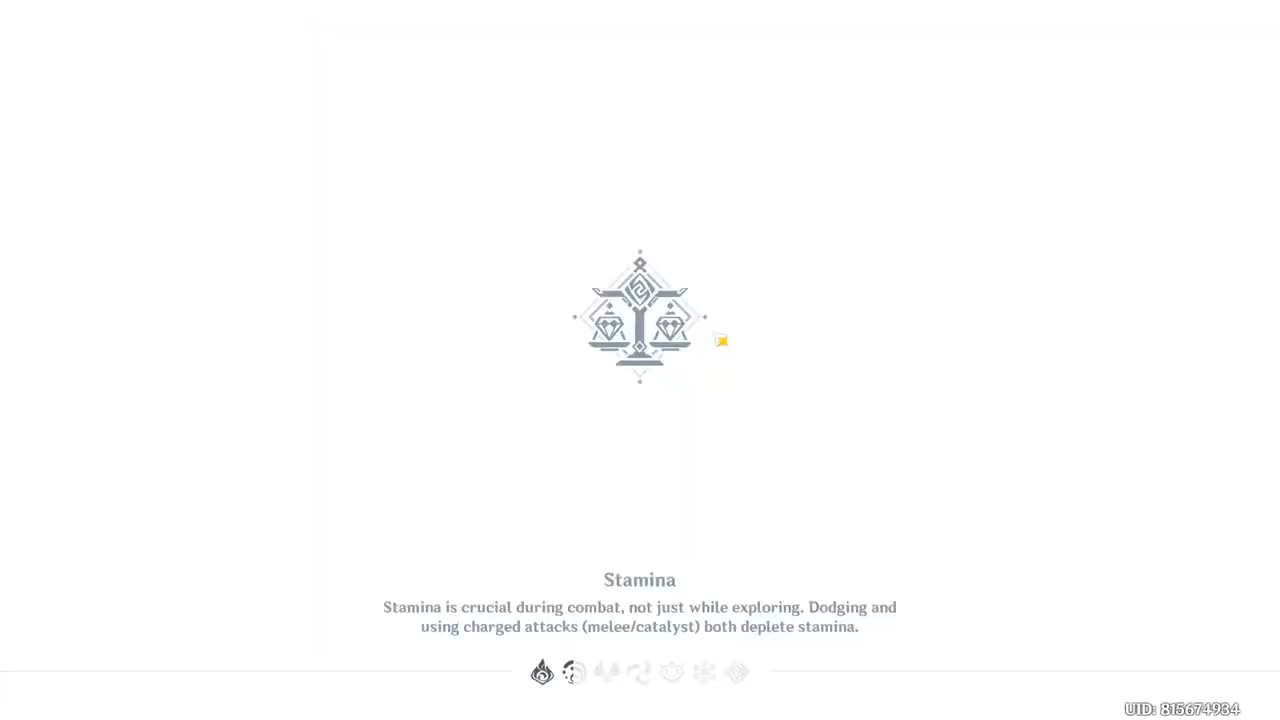 Stamina
Stamina is crucial during combat, not just while exploring. Dodging and
using charged attacks (melee/catalyst) both deplete stamina.
UID: 815674934